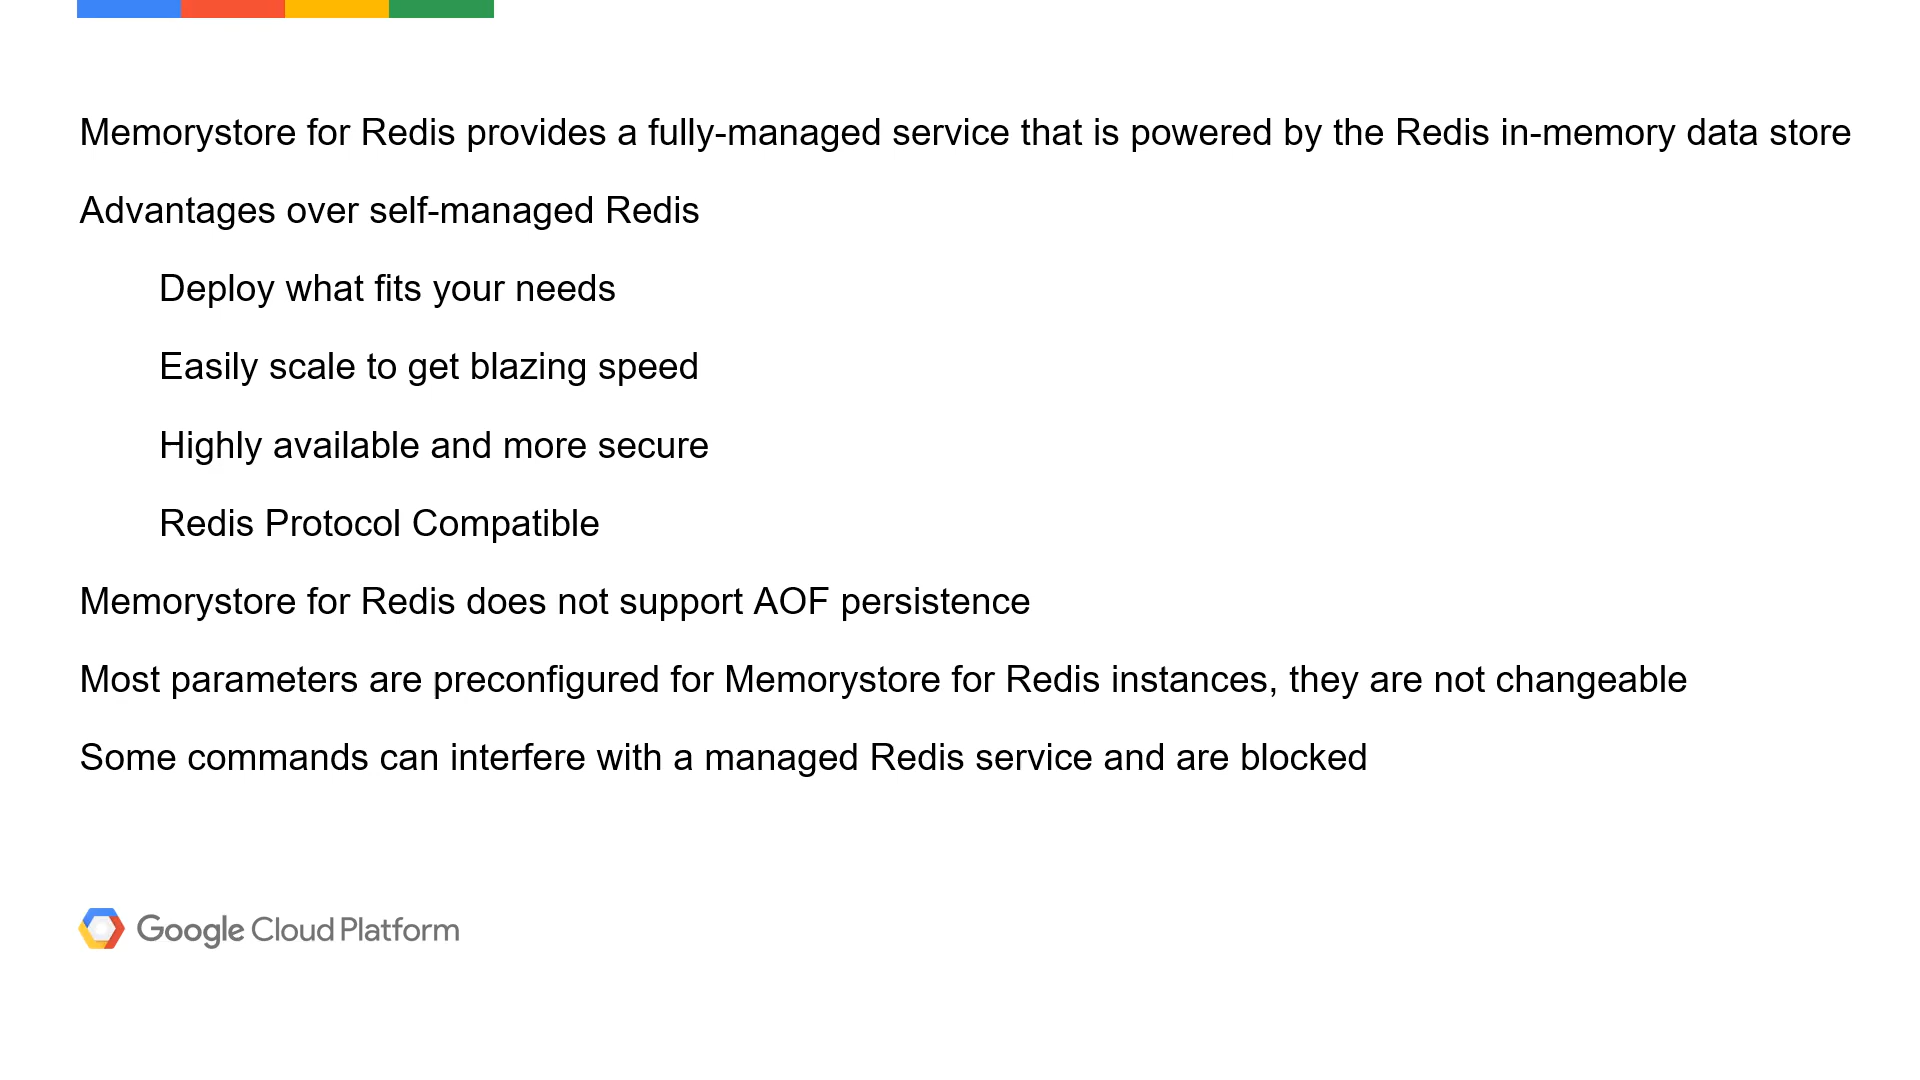 Memorystore for Redis provides a fully-managed service that is powered by the Redis in-memory data store
Advantages over self-managed Redis
Deploy what fits your needs
Easily scale to get blazing speed
Highly available and more secure
Redis Protocol Compatible
Memorystore for Redis does not support AOF persistence
Most parameters are preconfigured for Memorystore for Redis instances, they are not changeable
Some commands can interfere with a managed Redis service and are blocked
Google Cloud Platform